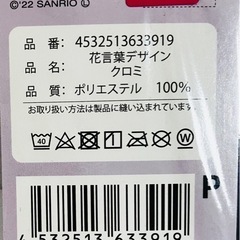 ©'22 SANRIO Ⓛ
品 番: 4532513633919
品 名: 花言葉デザイン
クロミ
品 質: ポリエステル 100%
お取り扱い方法は製品に縫い込まれています
40
P
4 532513 633919